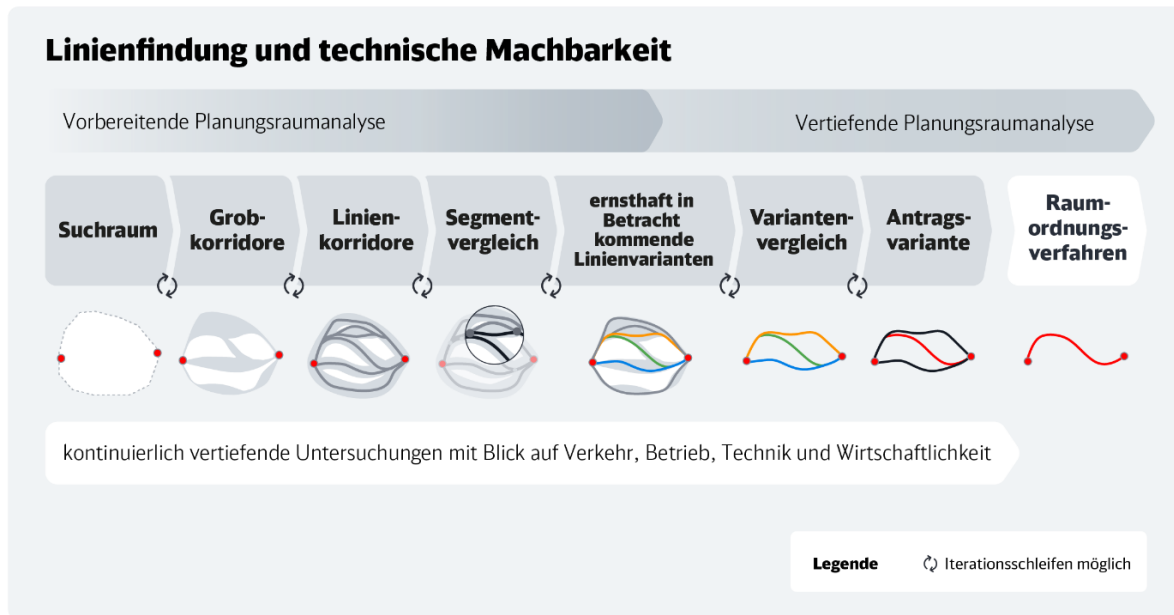 Linienfindung und technische Machbarkeit
Vorbereitende Planungsraumanalyse
Vertiefende Planungsraumanalyse
Suchraum
Grob-
korridore
Linien-
korridore
Segment-
vergleich
ernsthaft in
Betracht
kommende
Linienvarianten
Varianten-
vergleich
Antrags-
variante
Raum-
ordnungs-
verfahren
kontinuierlich vertiefende Untersuchungen mit Blick auf Verkehr, Betrieb, Technik und Wirtschaftlichkeit
Legende
Iterationsschleifen möglich